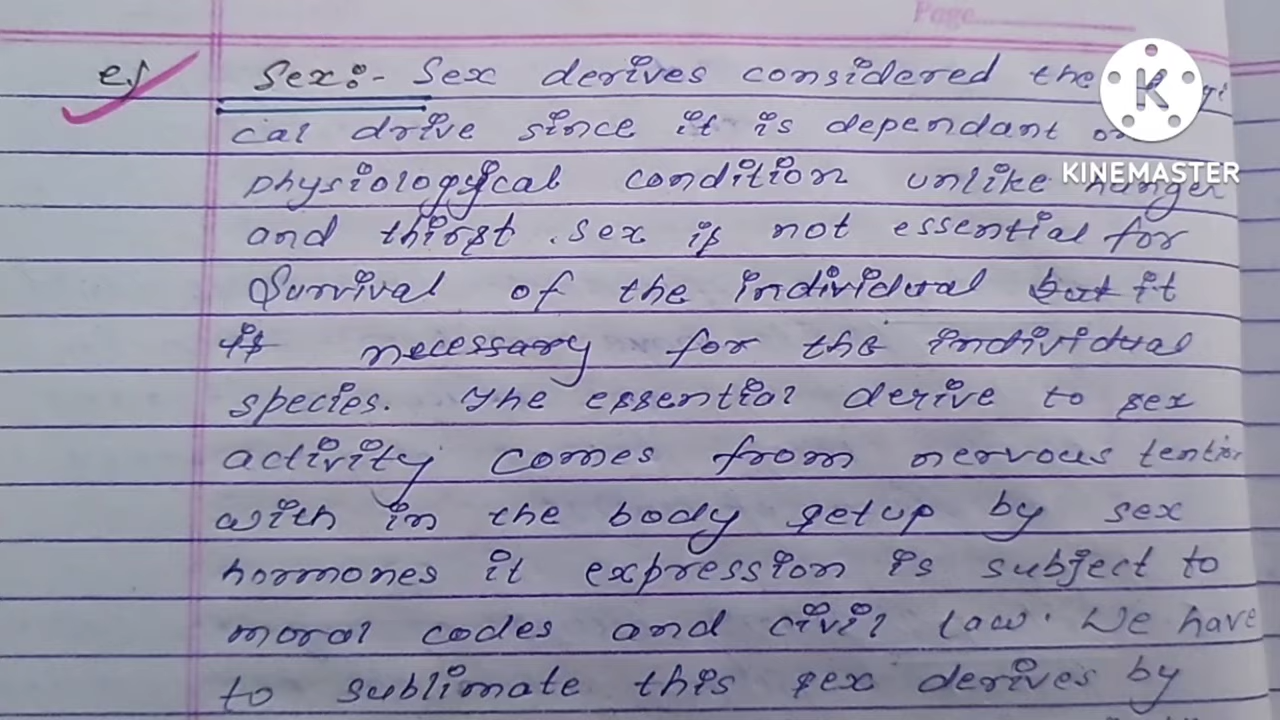 Page
e) Sex:- Sex derives considered the
cal drive since it is dependant on
physiological condition unlike hunger
and thirst. sex is not essential for
Survival of the individual but it
is necessary for the individual
species. The essential derive to sex
activity comes from nervous tention
with in the body setup by sex
hormones it expression is subject to
moral codes and civil law. We have
to sublimate this sex derives by
K
KINEMASTER